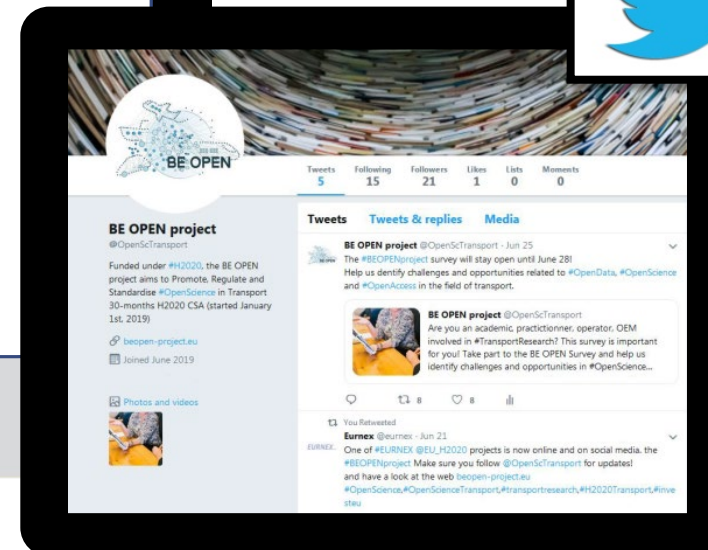 BE OPEN
Tweets Following Followers Likes Lists Moments
5 15 21 1 0 0
BE OPEN project
@OpenScTransport
Funded under #H2020, the BE OPEN
project aims to Promote, Regulate and
Standardise #OpenScience in Transport
30-months H2020 CSA (started January
1st, 2019)
beopen-project.eu
Joined June 2019
Photos and videos
Tweets Tweets & replies Media
BE OPEN project @OpenScTransport · Jun 25
The #BEOPENproject survey will stay open until June 28!
Help us dentify challenges and opportunities related to #OpenData, #OpenScience
and #OpenAccess in the field of transport.
BE OPEN project @OpenScTransport
Are you an academic, practictionner, operator, OEM
involved in #TransportResearch? This survey is important
for you! Take part to the BE OPEN Survey and help us
identify challenges and opportunities in #OpenScience...
8 8
You Retweeted
EURNEX
Eurnex @eurnex · Jun 21
One of #EURNEX @EU_H2020 projects is now online and on social media. the
#BEOPENproject Make sure you follow @OpenScTransport for updates!
and have a look at the web beopen-project.eu
#OpenScience,#OpenScienceTransport,#transportresearch,#H2020Transport,#inve
steu